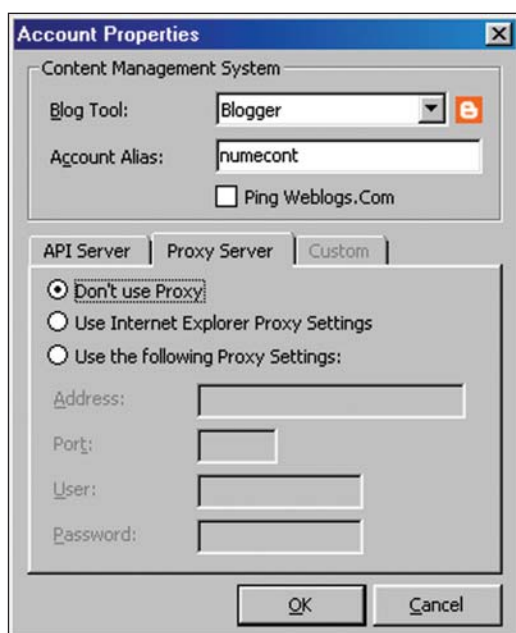 Account Properties
Content Management System
Blog Tool: Blogger
Account Alias: numecont
Ping Weblogs.Com
API Server Proxy Server Custom
Don't use Proxy
Use Internet Explorer Proxy Settings
Use the following Proxy Settings:
Address:
Port:
User:
Password:
OK Cancel